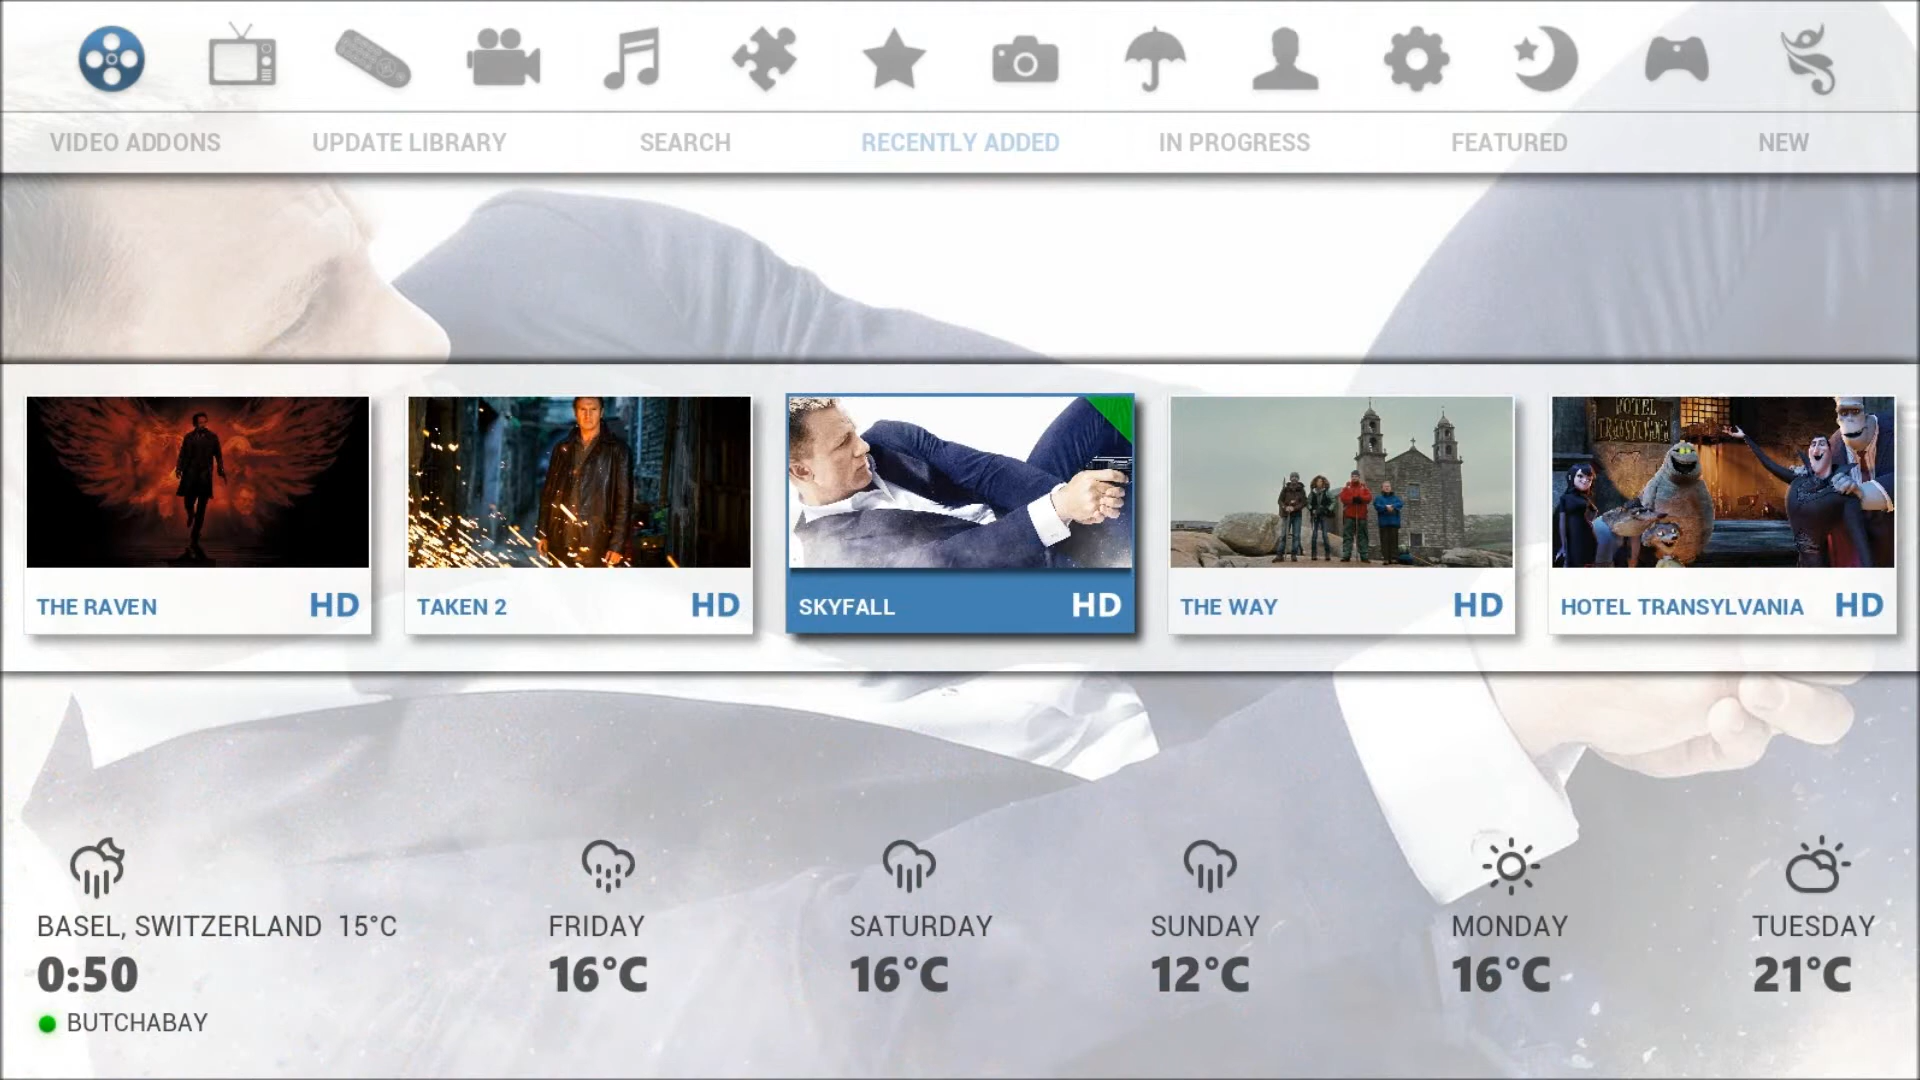 VIDEO ADDONS UPDATE LIBRARY SEARCH RECENTLY ADDED IN PROGRESS FEATURED NEW
HOTEL
TRANSYLVANIA
THE RAVEN HD TAKEN 2 HD SKYFALL HD THE WAY HD HOTEL TRANSYLVANIA HD
BASEL, SWITZERLAND 15°C FRIDAY SATURDAY SUNDAY MONDAY TUESDAY
0:50 16°C 16°C 12°C 16°C 21°C
BUTCHABAY